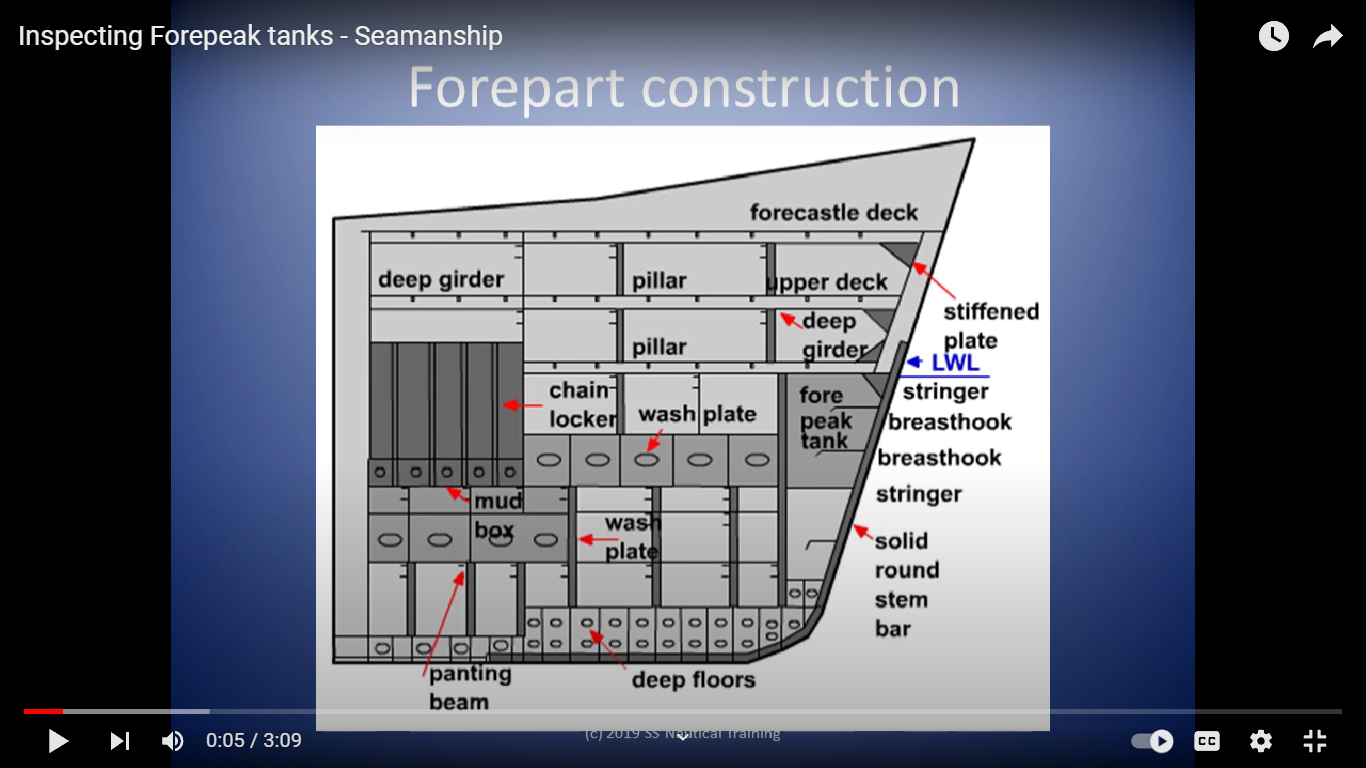 Inspecting Forepeak tanks - Seamanship
Forepart construction
forecastle deck
deep girder
pillar
upper deck
stiffened
plate
deep
girder
pillar
LWL
chain
locker
wash plate
fore
peak
tank
stringer
breasthook
breasthook
stringer
mud
box
wash
plate
solid
round
stem
bar
panting
beam
deep floors
(c) 2019 SS Nautical Training
0:05 / 3:09
CC